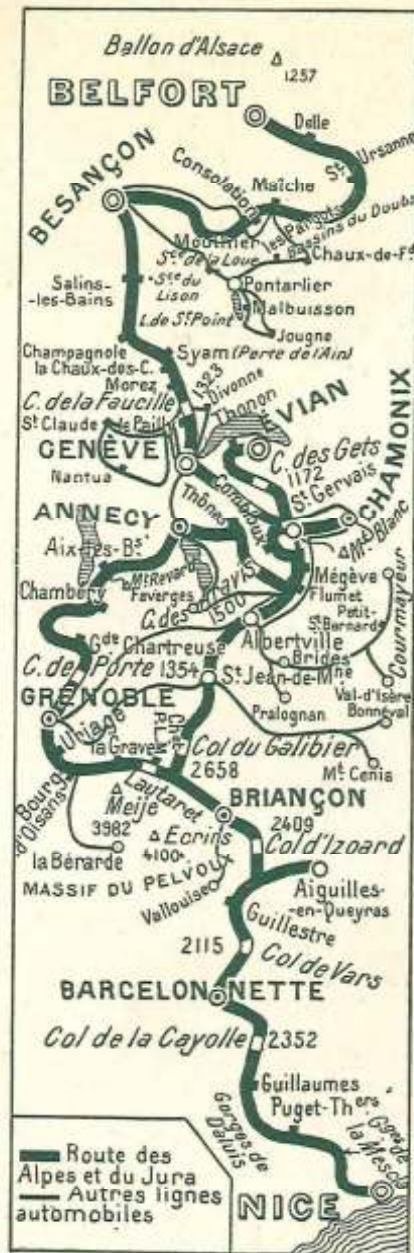 Ballon d'Alsace
1257
BELFORT
Delle
St Ursanne
BESANÇON
Consolation
Maîche
les Pargots
Bassins du Doubs
Mouthier
Sce de la Loue
Chaux-de-Fds
Salins-
-les-Bains
Sce du
Lison
Pontarlier
Malbuisson
l. de St Point
Jougne
Champagnole
la Chaux-des-C.
Syam (Perte de l'Ain)
Morez
1323
Divonne
Thonon
C. de la Faucille
ÉVIAN
St Claude
GENÈVE
C. des Gets
1172
Nantua
St Gervais
CHAMONIX
Thônes
ANNECY
Mt Blanc
Aix-les-Bs
Mt Revard
Faverges
Mégève
Chambéry
C. des Aravis
1500
Flumet
Petit-
St Bernard
Courmayeur
Gde Chartreuse
Albertville
Brides
C. de Porte 1354
St Jean-de-Mne
GRENOBLE
Val-d'Isère
Bonneval
Uriage
Pralognan
la Grave
Col du Galibier
2658
Mt Cenis
Bourg
d'Oisans
Lautaret
Meije
3982
BRIANÇON
2409
Ecrins
4100
Col d'Izoard
la Bérarde
MASSIF DU PELVOUX
Vallouise
Aiguilles-
-en-Queyras
Guillestre
2115
Col de Vars
BARCELONNETTE
Col de la Cayolle
2352
Guillaumes
Puget-Thers
Gorges de
Daluis
Gges de
la Mescla
Route des
Alpes et du Jura
Autres lignes
automobiles
NICE